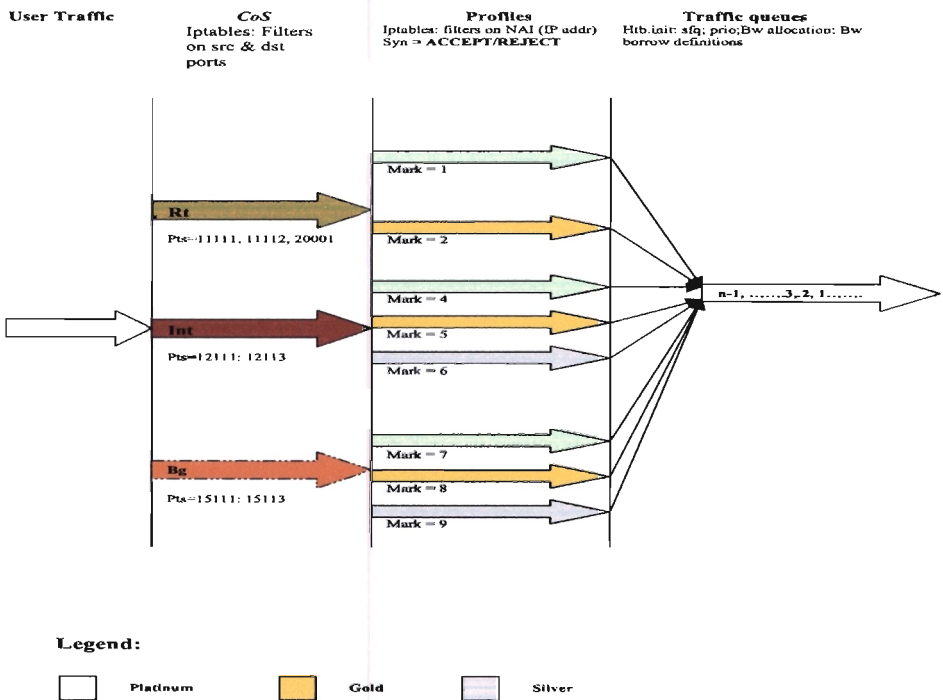 User Traffic
CoS
Iptables: Filters
on src & dst
ports
Profiles
Iptables: filters on NAI (IP addr)
Syn = ACCEPT/REJECT
Traffic queues
Htb.init: sfq; prio;Bw allocation; Bw
borrow definitions
Rt
Pts=11111, 11112, 20001
Int
Pts=12111: 12113
Bg
Pts=15111: 15113
Mark = 1
Mark = 2
Mark = 4
Mark = 5
Mark = 6
Mark = 7
Mark = 8
Mark = 9
n-1, ......,3, 2, 1.......
Legend:
Platinum
Gold
Silver